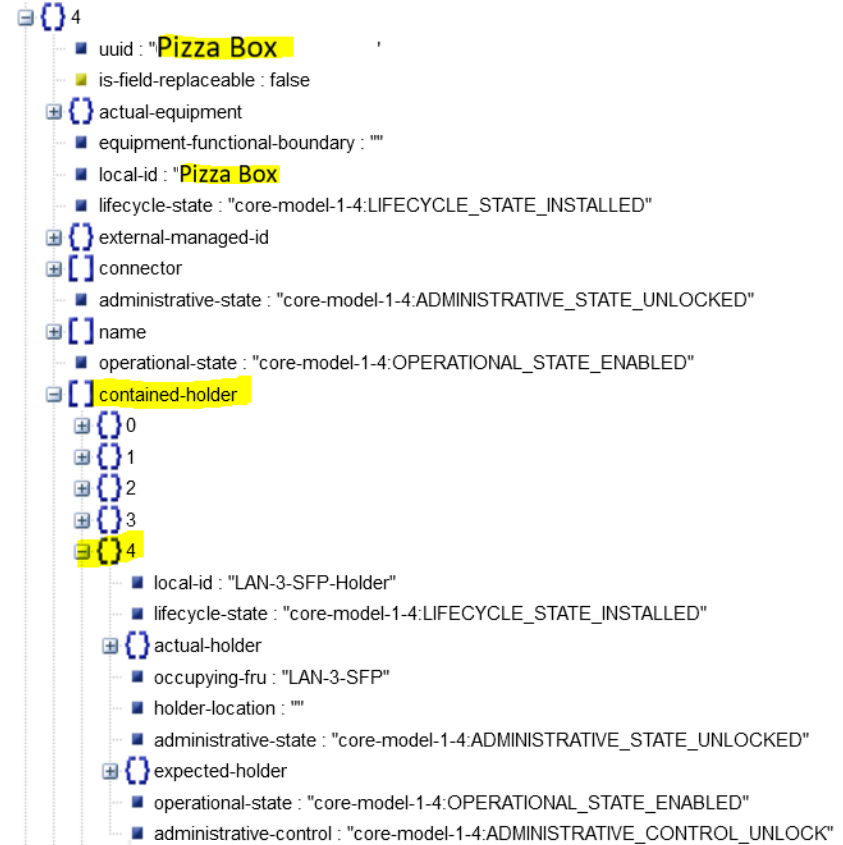 4
uuid : "Pizza Box '
is-field-replaceable : false
actual-equipment
equipment-functional-boundary : ""
local-id : "Pizza Box
lifecycle-state : "core-model-1-4:LIFECYCLE_STATE_INSTALLED"
external-managed-id
connector
administrative-state : "core-model-1-4:ADMINISTRATIVE_STATE_UNLOCKED"
name
operational-state : "core-model-1-4:OPERATIONAL_STATE_ENABLED"
contained-holder
0
1
2
3
4
local-id : "LAN-3-SFP-Holder"
lifecycle-state : "core-model-1-4:LIFECYCLE_STATE_INSTALLED"
actual-holder
occupying-fru : "LAN-3-SFP"
holder-location : ""
administrative-state : "core-model-1-4:ADMINISTRATIVE_STATE_UNLOCKED"
expected-holder
operational-state : "core-model-1-4:OPERATIONAL_STATE_ENABLED"
administrative-control : "core-model-1-4:ADMINISTRATIVE_CONTROL_UNLOCK"